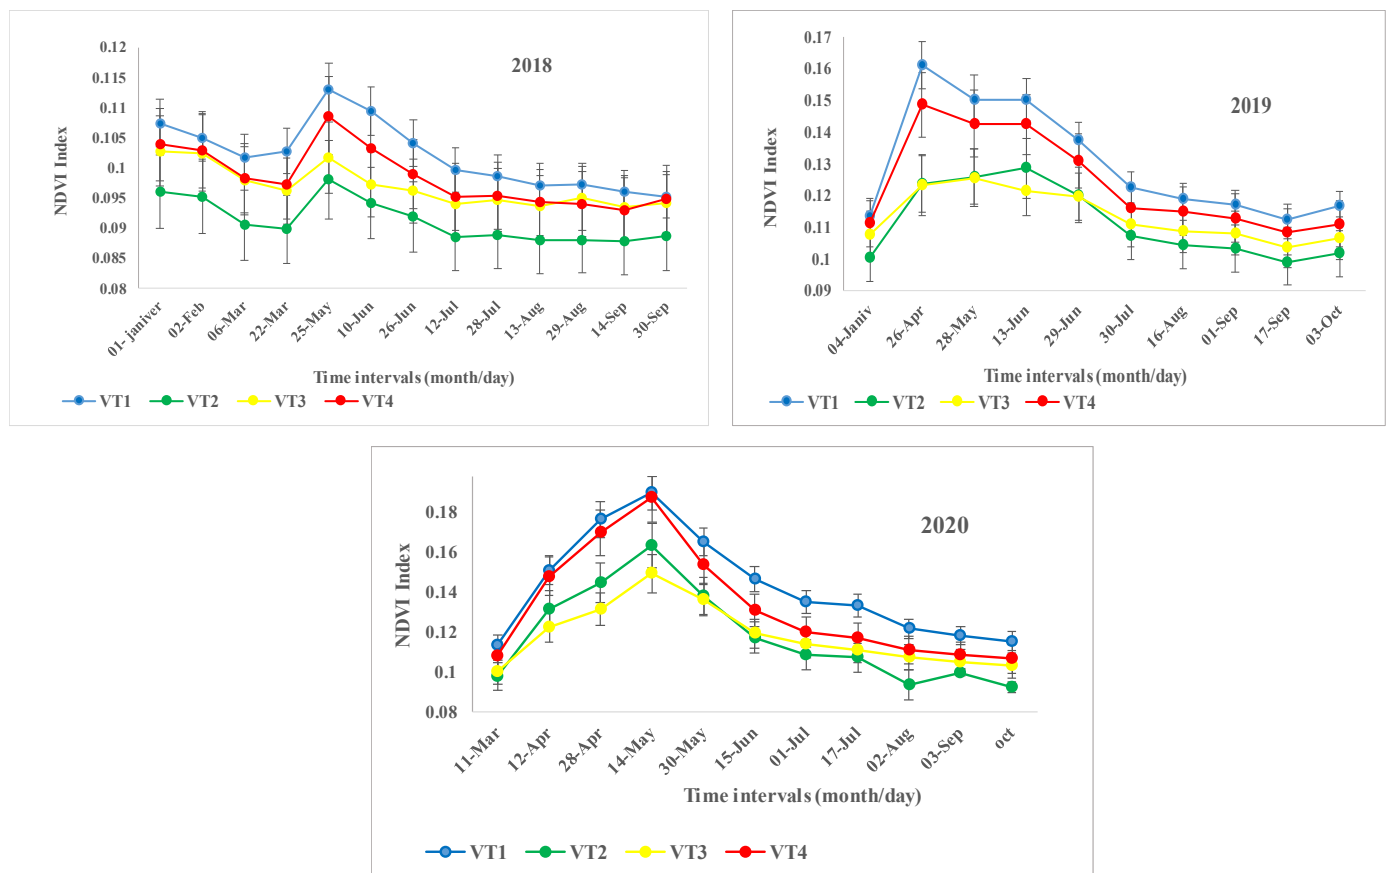 2018
NDVI Index
0.12
0.115
0.11
0.105
0.1
0.095
0.09
0.085
0.08
01- janiver
02-Feb
06-Mar
22-Mar
25-May
10-Jun
26-Jun
12-Jul
28-Jul
13-Aug
29-Aug
14-Sep
30-Sep
Time intervals (month/day)
VT1 VT2 VT3 VT4
2019
NDVI Index
0.17
0.16
0.15
0.14
0.13
0.12
0.11
0.1
0.09
04-Janiv
26-Apr
28-May
13-Jun
29-Jun
30-Jul
16-Aug
01-Sep
17-Sep
03-Oct
Time intervals (month/day)
VT1 VT2 VT3 VT4
2020
NDVI Index
0.18
0.16
0.14
0.12
0.1
0.08
11-Mar
12-Apr
28-Apr
14-May
30-May
15-Jun
01-Jul
17-Jul
02-Aug
03-Sep
oct
Time intervals (month/day)
VT1 VT2 VT3 VT4